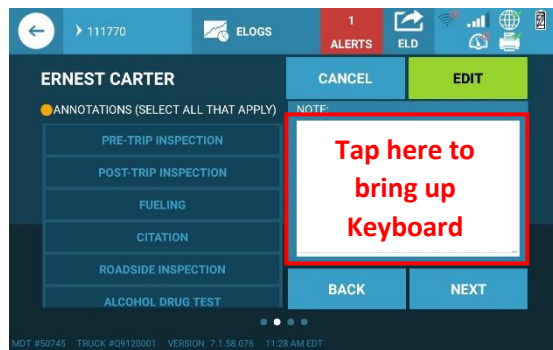 111770
ELOGS
1
ALERTS
ELD
ERNEST CARTER
CANCEL
EDIT
ANNOTATIONS (SELECT ALL THAT APPLY)
NOTE:
PRE-TRIP INSPECTION
POST-TRIP INSPECTION
FUELING
CITATION
ROADSIDE INSPECTION
ALCOHOL DRUG TEST
Tap here to
bring up
Keyboard
BACK
NEXT
MDT #50745 TRUCK #Q9120001 VERSION 7.1.58.076 11:28 AM EDT